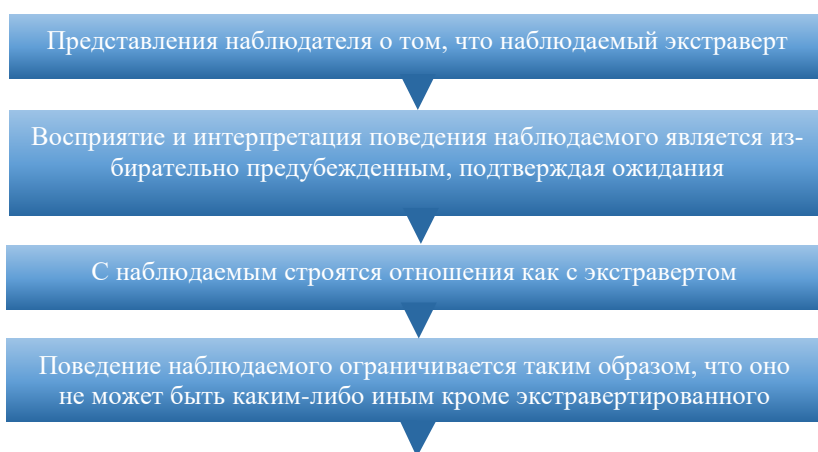 Представления наблюдателя о том, что наблюдаемый экстраверт
Восприятие и интерпретация поведения наблюдаемого является из-
бирательно предубежденным, подтверждая ожидания
С наблюдаемым строятся отношения как с экстравертом
Поведение наблюдаемого ограничивается таким образом, что оно
не может быть каким-либо иным кроме экстравертированного